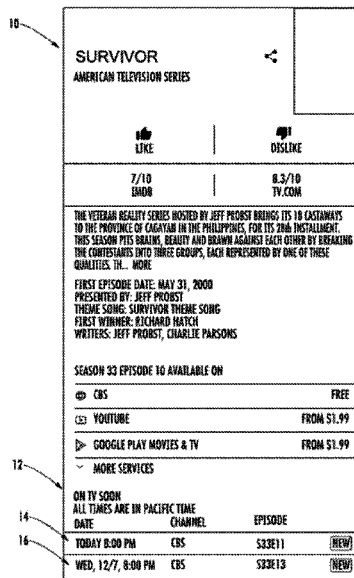 10
SURVIVOR
AMERICAN TELEVISION SERIES
LIKE DISLIKE
7/10 8.3/10
IMDB TV.COM
THE VETERAN REALITY SERIES HOSTED BY JEFF PROBST BRINGS ITS 18 CASTAWAYS
TO THE PROVINCE OF CAGAYAN IN THE PHILIPPINES, FOR ITS 28th INSTALLMENT.
THIS SEASON PITS BRAINS, BEAUTY AND BRAWN AGAINST EACH OTHER BY BREAKING
THE CONTESTANTS INTO THREE GROUPS, EACH REPRESENTED BY ONE OF THESE
QUALITIES. TH... MORE
FIRST EPISODE DATE: MAY 31, 2000
PRESENTED BY: JEFF PROBST
THEME SONG: SURVIVOR THEME SONG
FIRST WINNER: RICHARD HATCH
WRITERS: JEFF PROBST, CHARLIE PARSONS
SEASON 33 EPISODE 10 AVAILABLE ON
CBS FREE
YOUTUBE FROM $1.99
GOOGLE PLAY MOVIES & TV FROM $1.99
MORE SERVICES
12
ON TV SOON
ALL TIMES ARE IN PACIFIC TIME
14 DATE CHANNEL EPISODE
16 TODAY 8:00 PM CBS S33E11 NEW
WED, 12/7, 8:00 PM CBS S33E13 NEW